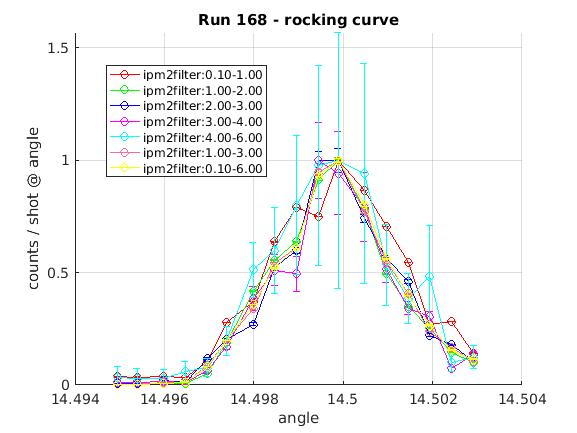 Run 168 - rocking curve
1.5
1
0.5
0
counts / shot @ angle
ipm2filter:0.10-1.00
ipm2filter:1.00-2.00
ipm2filter:2.00-3.00
ipm2filter:3.00-4.00
ipm2filter:4.00-6.00
ipm2filter:1.00-3.00
ipm2filter:0.10-6.00
14.494 14.496 14.498 14.5 14.502 14.504
angle